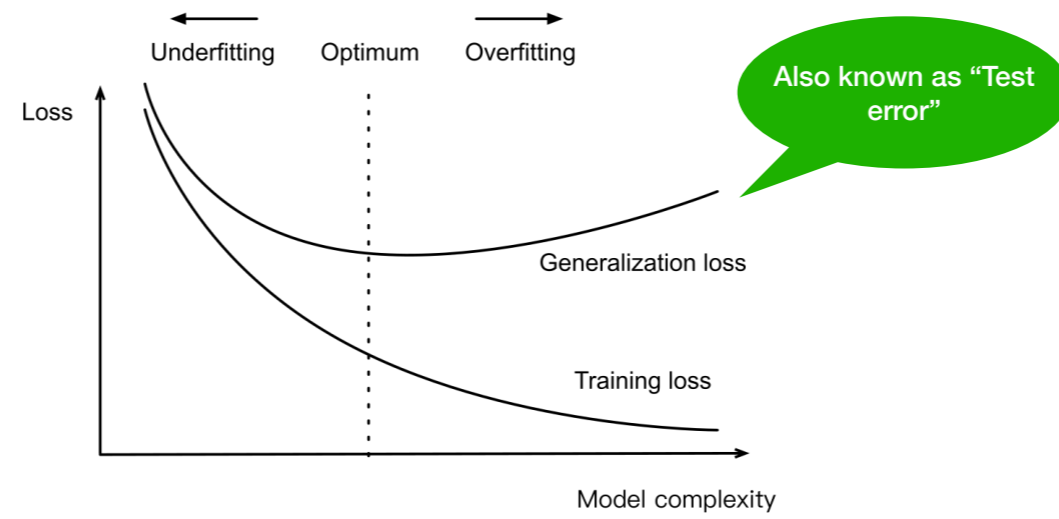 Underfitting
Optimum
Overfitting
Also known as “Test
error”
Loss
Generalization loss
Training loss
Model complexity